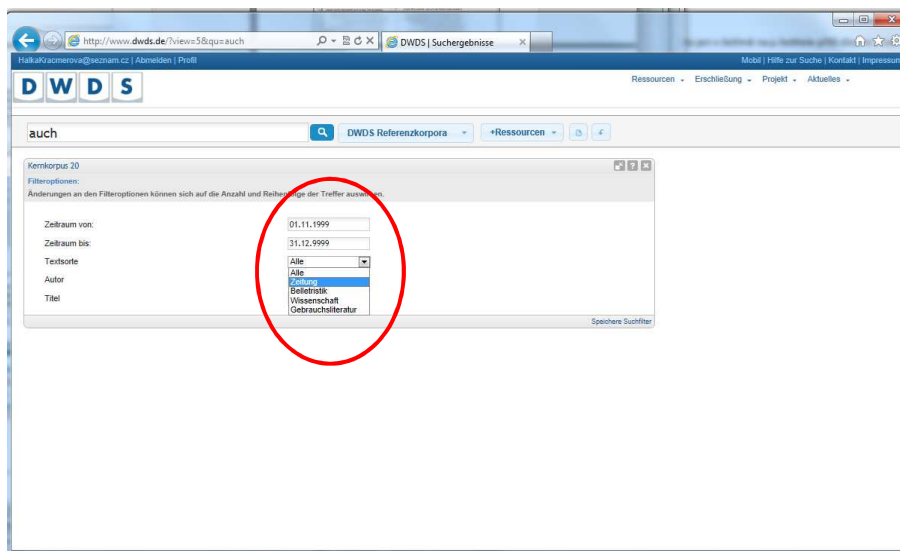 http://www.dwds.de/?view=5&qu=auch
DWDS | Suchergebnisse
HalkaKracmerova@seznam.cz | Abmelden | Profil
Mobil | Hilfe zur Suche | Kontakt | Impressum
DWDS
Ressourcen Erschließung Projekt Aktuelles
auch DWDS Referenzkorpora +Ressourcen
Kernkorpus 20
Filteroptionen:
Änderungen an den Filteroptionen können sich auf die Anzahl und Reihenfolge der Treffer auswirken.
Zeitraum von: 01.11.1999
Zeitraum bis: 31.12.9999
Textsorte Alle
Alle
Autor Zeitung
Belletristik
Titel Wissenschaft
Gebrauchsliteratur
Speichere Suchfilter